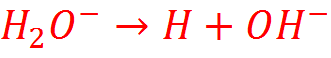 H₂O⁻ → H + OH⁻